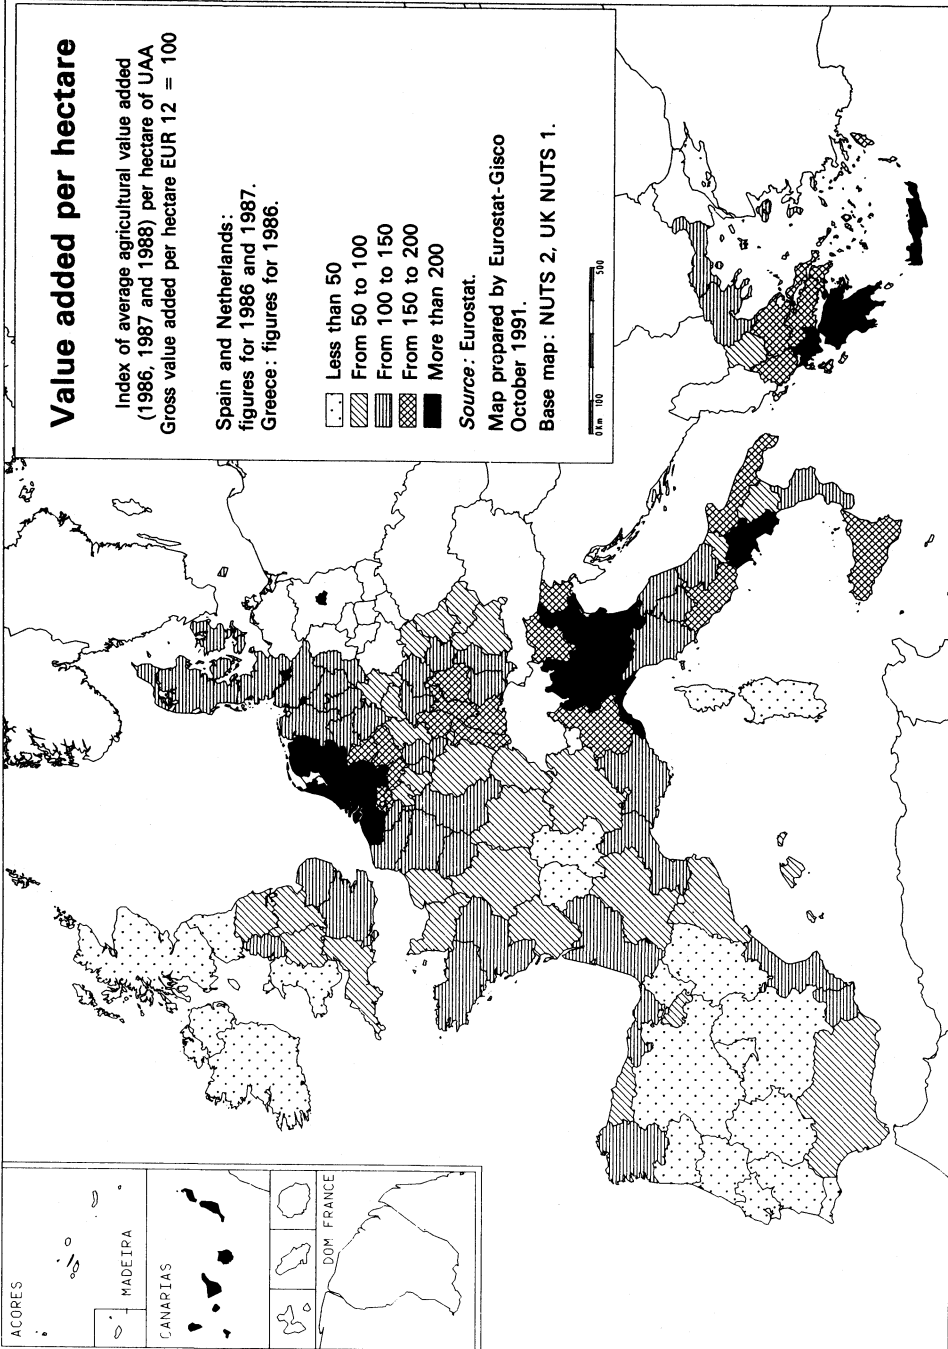 Value added per hectare
Index of average agricultural value added
(1986, 1987 and 1988) per hectare of UAA
Gross value added per hectare EUR 12 = 100
Spain and Netherlands:
figures for 1986 and 1987.
Greece: figures for 1986.
Less than 50
From 50 to 100
From 100 to 150
From 150 to 200
More than 200
Source: Eurostat.
Map prepared by Eurostat-Gisco
October 1991.
Base map: NUTS 2, UK NUTS 1.
0 Km 100 500
ACORES
MADEIRA
CANARIAS
DOM FRANCE